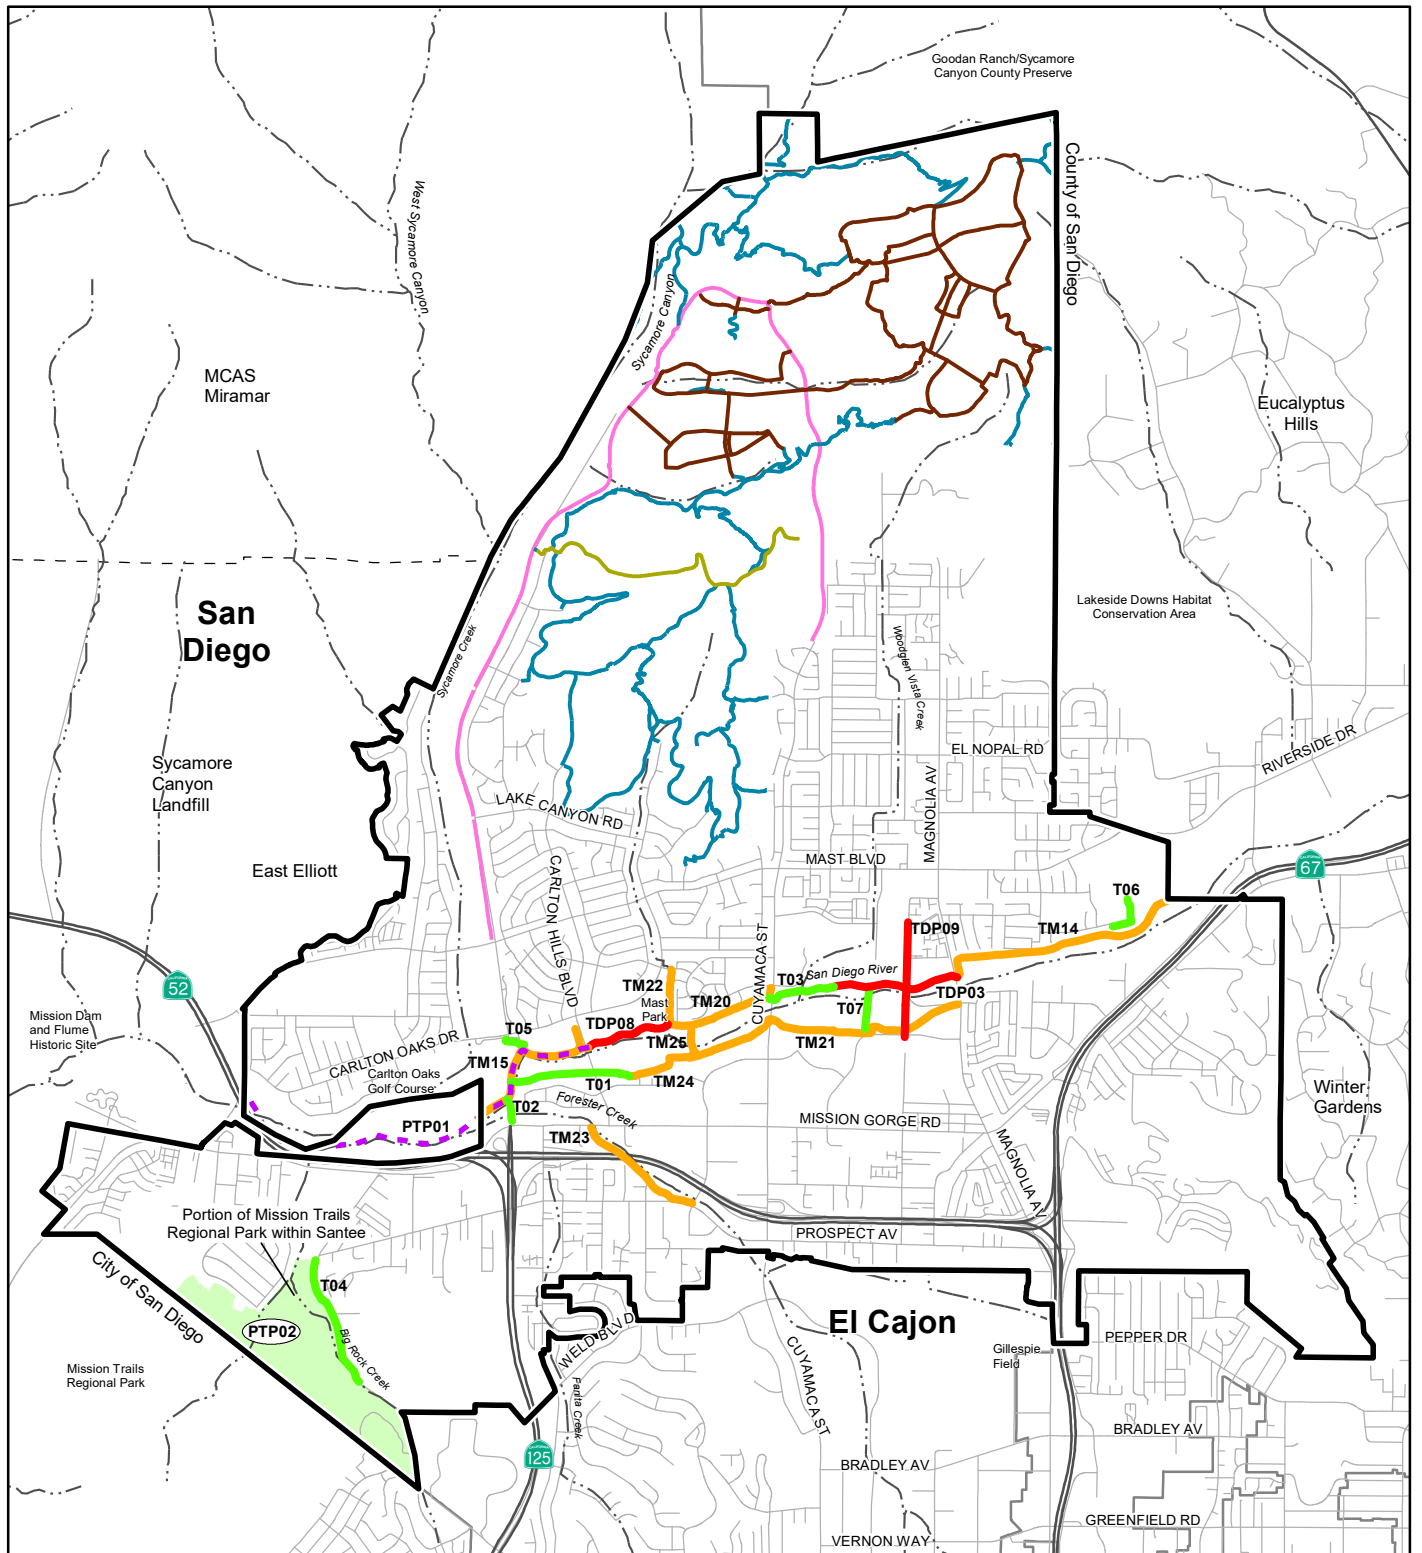 Goodan Ranch/Sycamore
Canyon County Preserve
County of San Diego
West Sycamore Canyon
Sycamore Canyon
MCAS
Miramar
Eucalyptus
Hills
San
Diego
Lakeside Downs Habitat
Conservation Area
Sycamore Creek
Woodglen Vista Creek
EL NOPAL RD
RIVERSIDE DR
Sycamore
Canyon
Landfill
LAKE CANYON RD
MAGNOLIA AV
MAST BLVD
East Elliott
CARLTON HILLS BLVD
67
T06
TDP09
TM14
CUYAMACA ST
T03
San Diego River
52
TM22
Mast
Park
TM20
T07
TDP03
Mission Dam
and Flume
Historic Site
T05
TDP08
TM25
TM21
CARLTON OAKS DR
TM15
Carlton Oaks
Golf Course
T01
TM24
T02
Forester Creek
PTP01
TM23
MISSION GORGE RD
Winter
Gardens
MAGNOLIA AV
Portion of Mission Trails
Regional Park within Santee
PROSPECT AV
City of San Diego
T04
PTP02
Big Rock Creek
El Cajon
WELD BLVD
CUYAMACA ST
Gillespie
Field
PEPPER DR
Mission Trails
Regional Park
Fanita Creek
BRADLEY AV
CALIFORNIA
125
BRADLEY AV
GREENFIELD RD
VERNON WAY